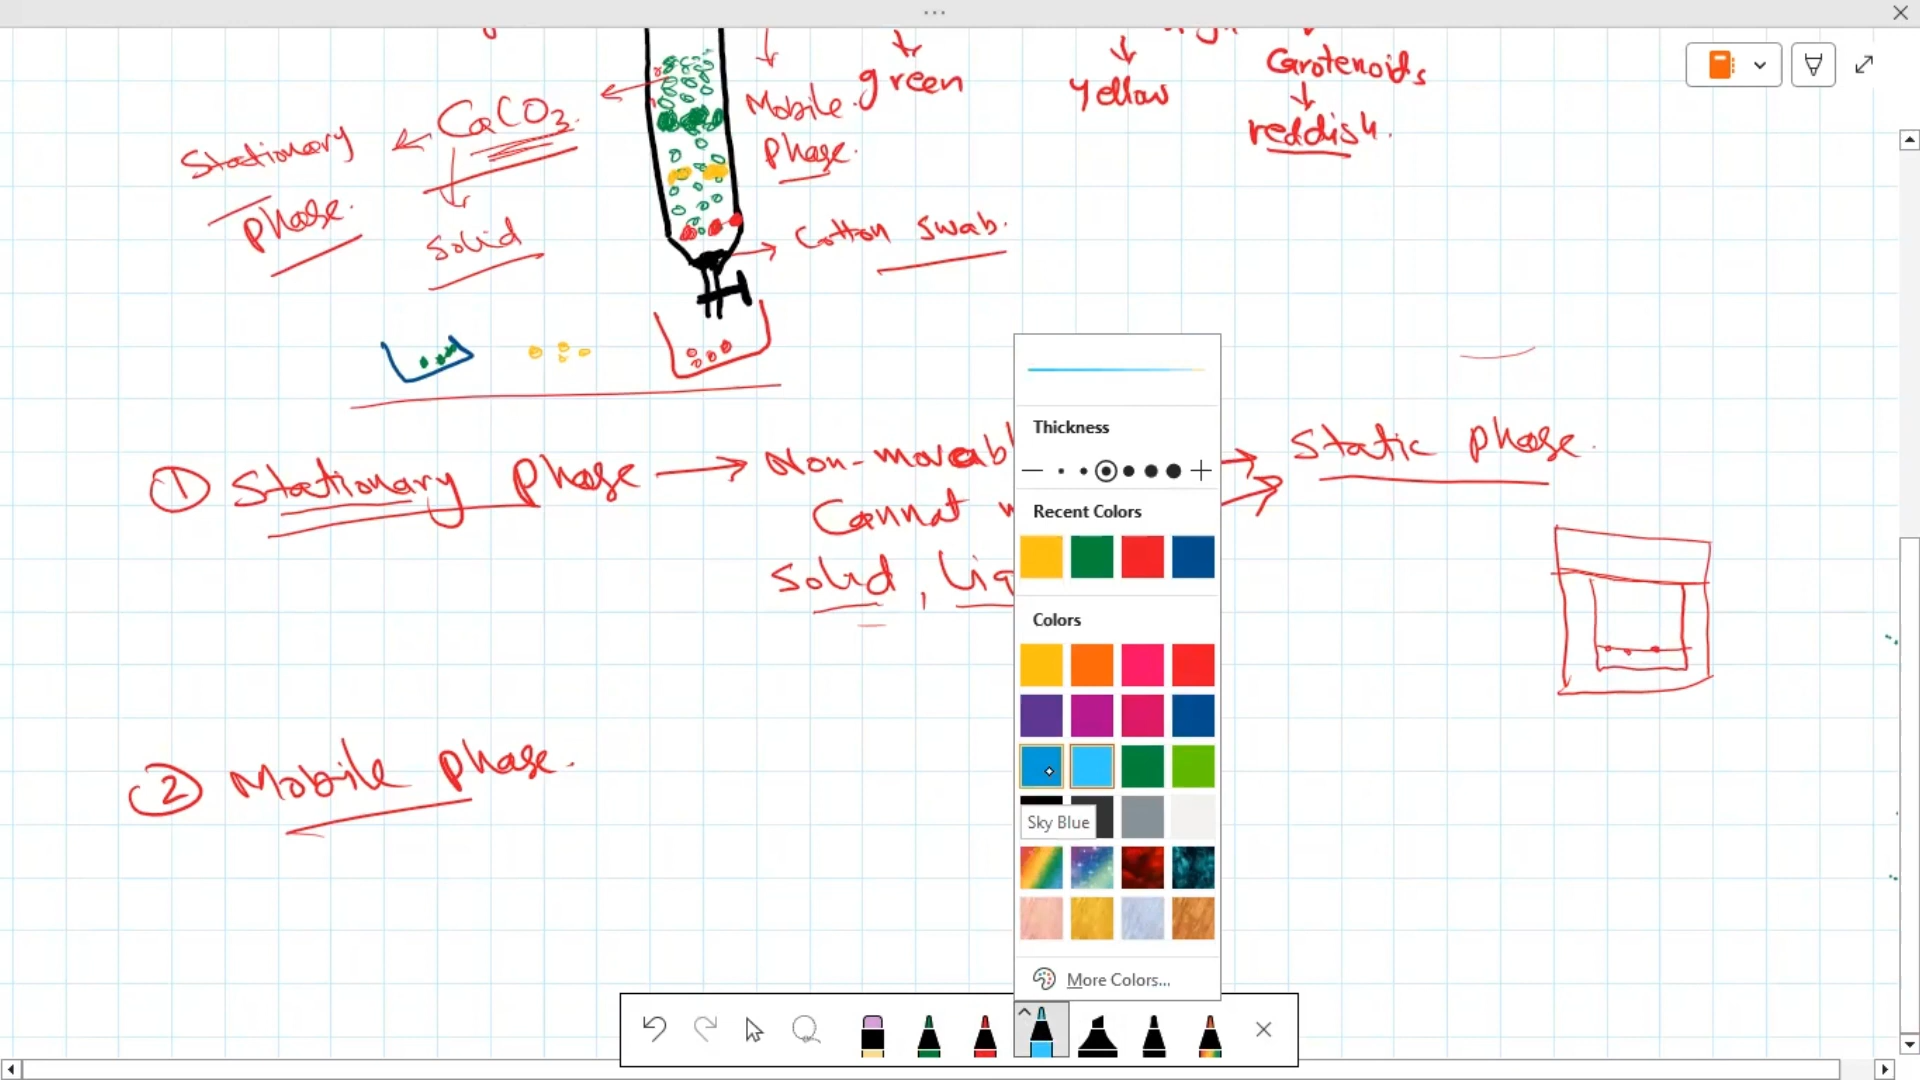 CaCO3.
Stationary
phase.
solid
Mobile
phase.
green
yellow
Carotenoids
reddish.
Cotton swab.
① Stationary phase → Non-movabl
Static phase.
Cannot
solid, liq
② Mobile phase.
Thickness
Recent Colors
Colors
Sky Blue
More Colors...